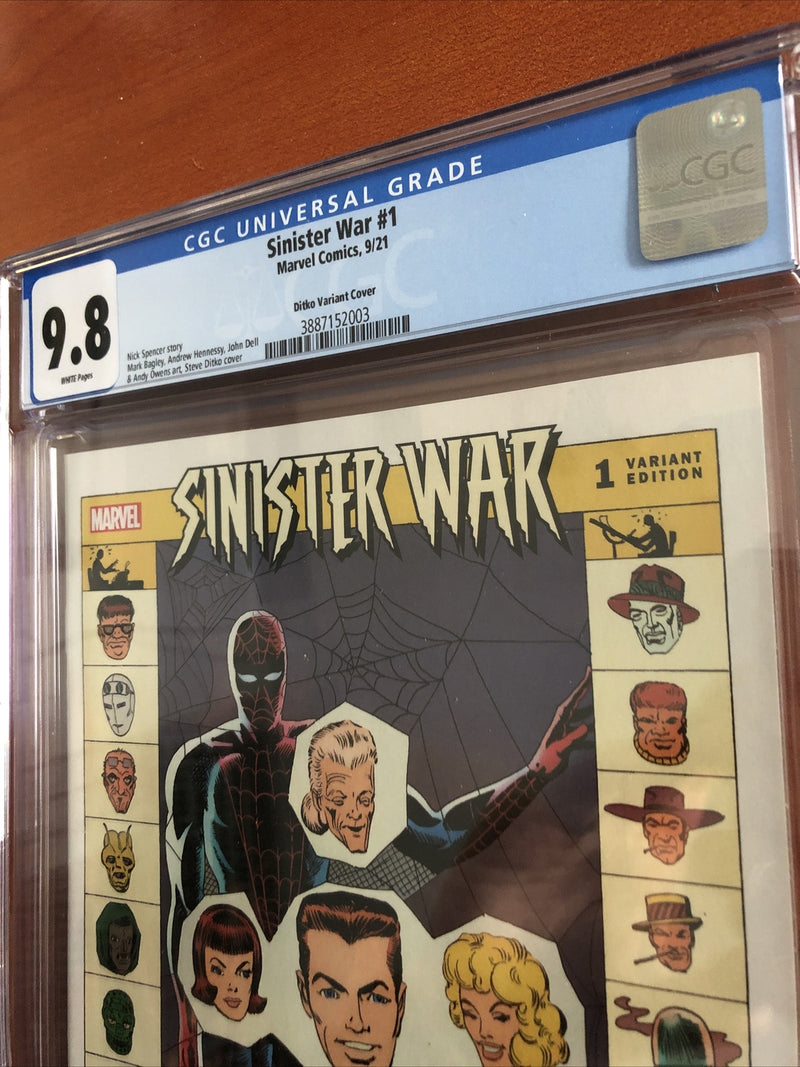 CGC UNIVERSAL GRADE
CGC
9.8
WHITE Pages
Sinister War #1
Marvel Comics, 9/21
Ditko Variant Cover
3887152003
Nick Spencer story
Mark Bagley, Andrew Hennessy, John Dell
& Andy Owens art, Steve Ditko cover
CGC
MARVEL
SINISTER WAR
1 VARIANT
EDITION